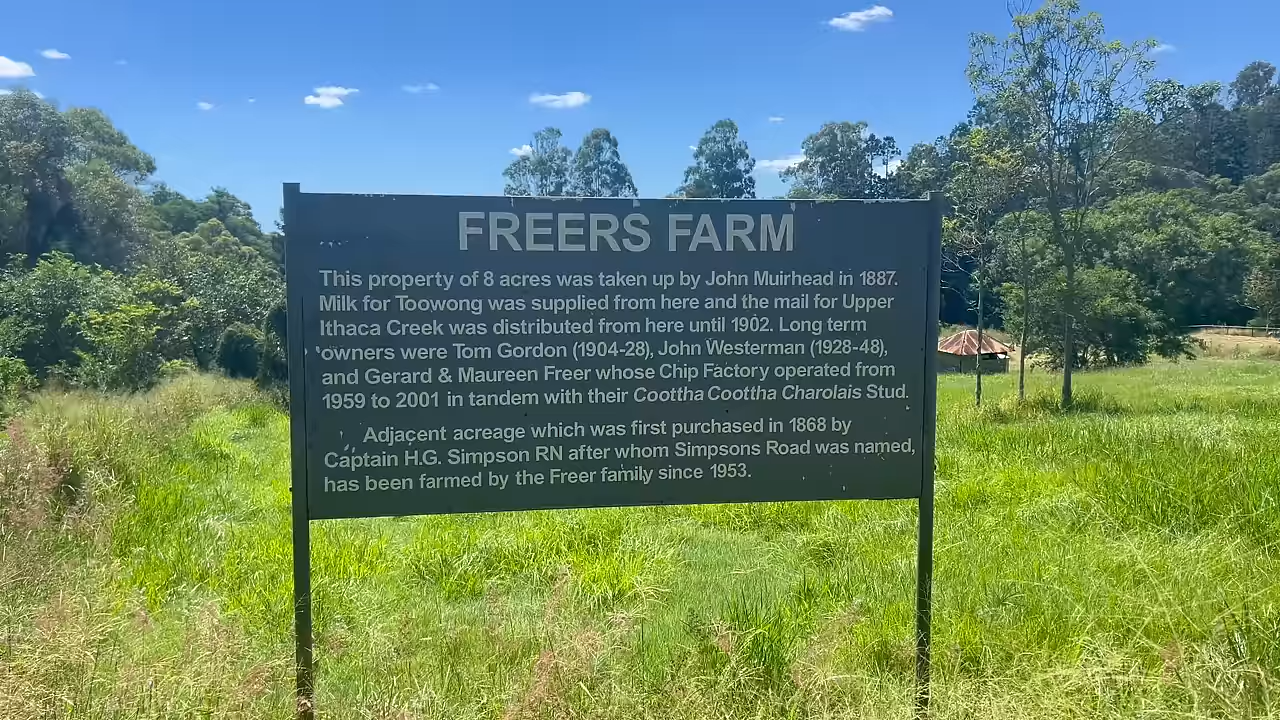 FREERS FARM
This property of 8 acres was taken up by John Muirhead in 1887.
Milk for Toowong was supplied from here and the mail for Upper
Ithaca Creek was distributed from here until 1902. Long term
owners were Tom Gordon (1904-28), John Westerman (1928-48),
and Gerard & Maureen Freer whose Chip Factory operated from
1959 to 2001 in tandem with their Coottha Coottha Charolais Stud.
Adjacent acreage which was first purchased in 1868 by
Captain H.G. Simpson RN after whom Simpsons Road was named,
has been farmed by the Freer family since 1953.